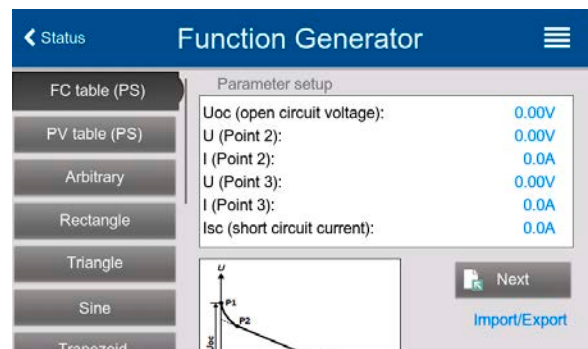 Status
Function Generator
FC table (PS)
PV table (PS)
Arbitrary
Rectangle
Triangle
Sine
Trapezoid
Parameter setup
Uoc (open circuit voltage): 0.00V
U (Point 2): 0.00V
I (Point 2): 0.0A
U (Point 3): 0.00V
I (Point 3): 0.0A
Isc (short circuit current): 0.0A
U
P1
P2
Uoc
Next
Import/Export